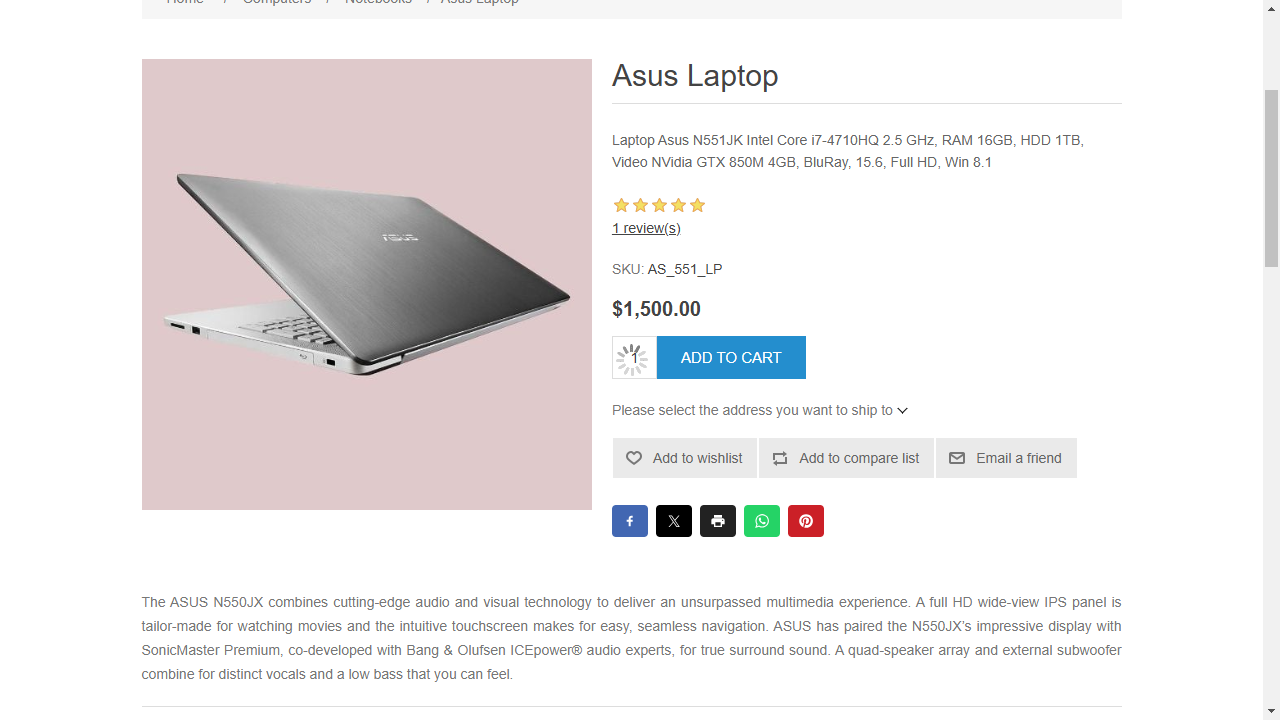 Home / Computers / Notebooks / Asus Laptop
Asus Laptop
Laptop Asus N551JK Intel Core i7-4710HQ 2.5 GHz, RAM 16GB, HDD 1TB,
Video NVidia GTX 850M 4GB, BluRay, 15.6, Full HD, Win 8.1
1 review(s)
SKU: AS_551_LP
$1,500.00
1 ADD TO CART
Please select the address you want to ship to
Add to wishlist Add to compare list Email a friend
ASUS
The ASUS N550JX combines cutting-edge audio and visual technology to deliver an unsurpassed multimedia experience. A full HD wide-view IPS panel is
tailor-made for watching movies and the intuitive touchscreen makes for easy, seamless navigation. ASUS has paired the N550JX’s impressive display with
SonicMaster Premium, co-developed with Bang & Olufsen ICEpower® audio experts, for true surround sound. A quad-speaker array and external subwoofer
combine for distinct vocals and a low bass that you can feel.